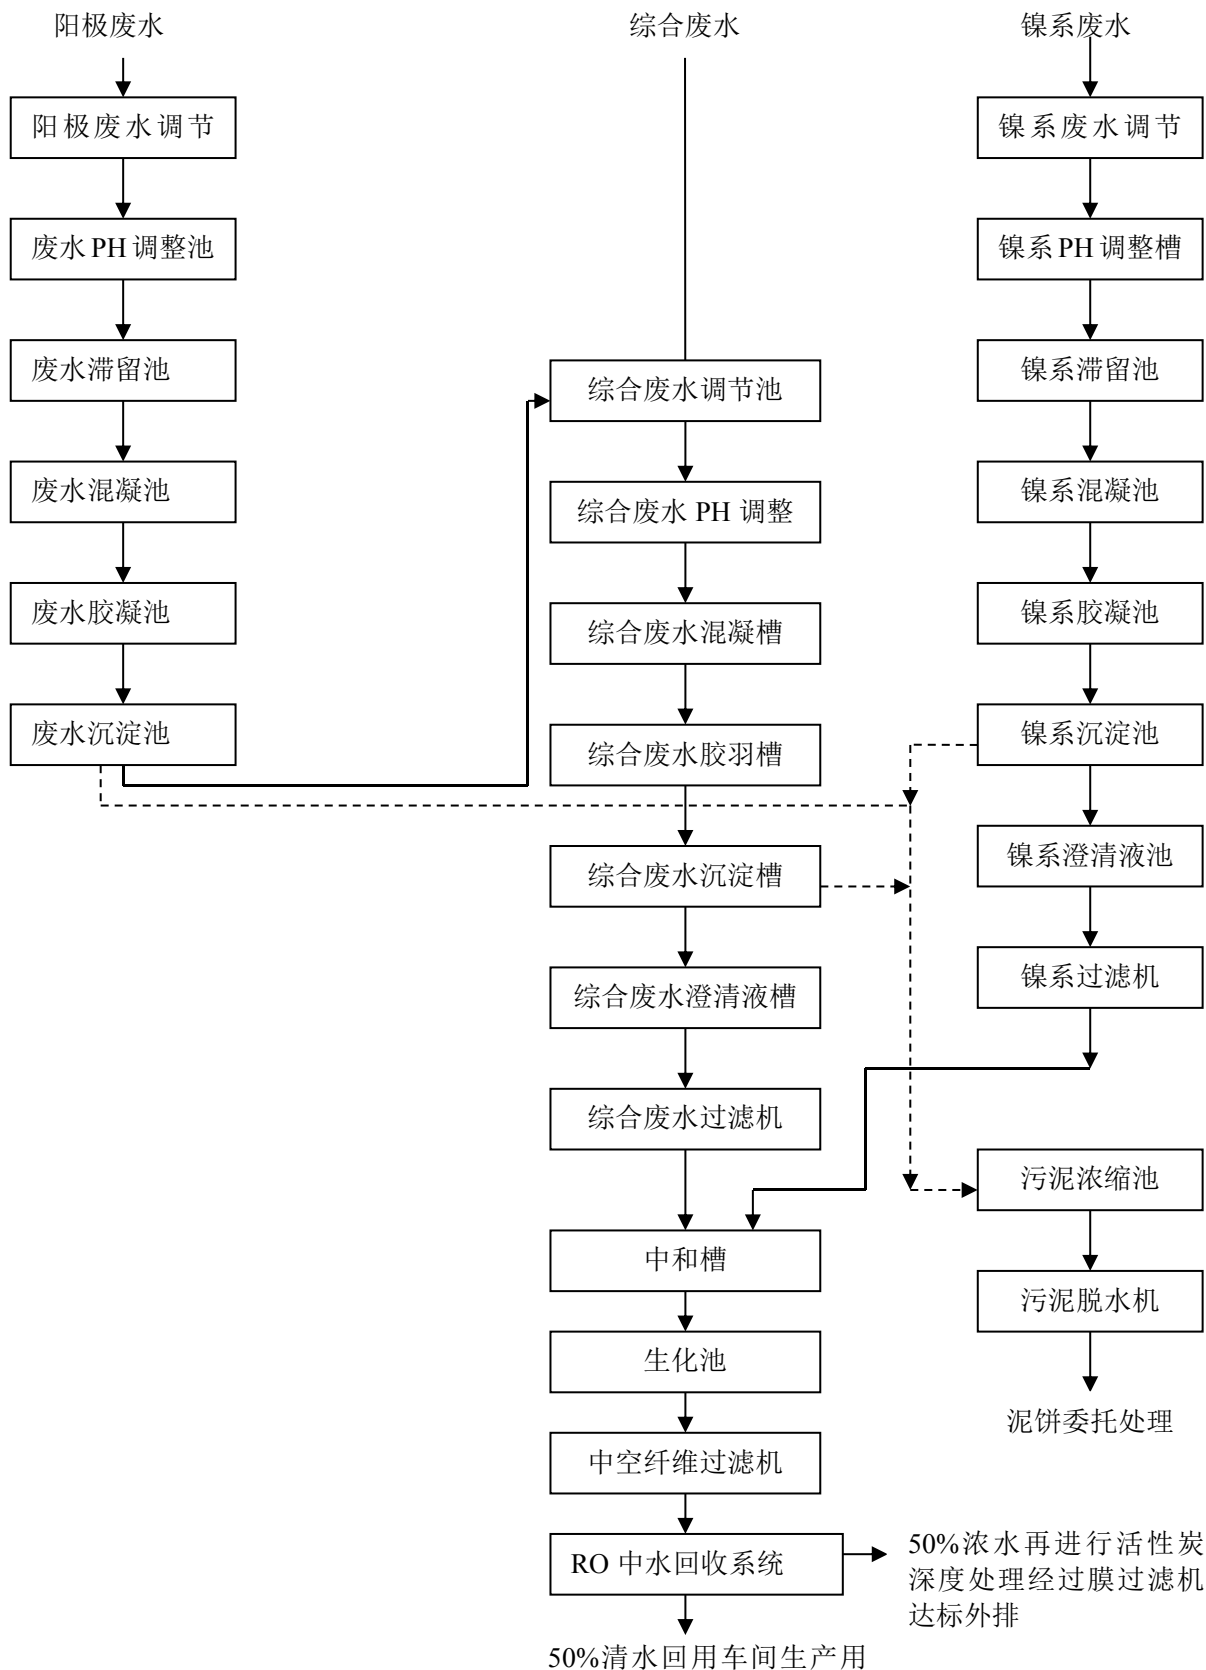 阳极废水
综合废水
镍系废水
阳极废水调节
镍系废水调节
废水PH调整池
镍系PH调整槽
废水滞留池
综合废水调节池
镍系滞留池
废水混凝池
综合废水 PH 调整
镍系混凝池
废水胶凝池
综合废水混凝槽
镍系胶凝池
废水沉淀池
综合废水胶羽槽
镍系沉淀池
综合废水沉淀槽
镍系澄清液池
综合废水澄清液槽
镍系过滤机
综合废水过滤机
污泥浓缩池
中和槽
污泥脱水机
生化池
泥饼委托处理
中空纤维过滤机
RO 中水回收系统
50%浓水再进行活性炭
深度处理经过膜过滤机
达标外排
50%清水回用车间生产用